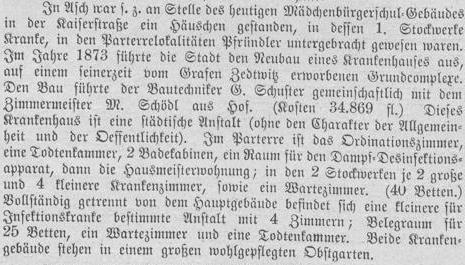 In Asch war s. z. an Stelle des heutigen Mädchenbürgerschul-Gebäudes
in der Kaiserstraße ein Häuschen gestanden, in dessen 1. Stockwerke
Kranke, in den Parterrelokalitäten Pfründler untergebracht gewesen waren.
Im Jahre 1873 führte die Stadt den Neubau eines Krankenhauses aus,
auf einem seinerzeit vom Grafen Zedtwitz erworbenen Grundcomplexe.
Den Bau führte der Bautechniker G. Schuster gemeinschaftlich mit dem
Zimmermeister M. Schödl aus Hof. (Kosten 34.869 fl.) Dieses
Krankenhaus ist eine städtische Anstalt (ohne den Charakter der Allgemein-
heit und der Oeffentlichkeit). Im Parterre ist das Ordinationszimmer,
eine Todtenkammer, 2 Badekabinen, ein Raum für den Dampf-Desinfektions-
apparat, dann die Hausmeisterwohnung; in den 2 Stockwerken je 2 große
und 4 kleinere Krankenzimmer, sowie ein Wartezimmer. (40 Betten.)
Vollständig getrennt vom Hauptgebäude befindet sich eine kleinere für
Infektionskranke bestimmte Anstalt mit 4 Zimmern; Belegraum für
25 Betten, ein Wartezimmer und eine Todtenkammer. Beide Kranken-
gebäude stehen in einem großen wohlgepflegten Obstgarten.